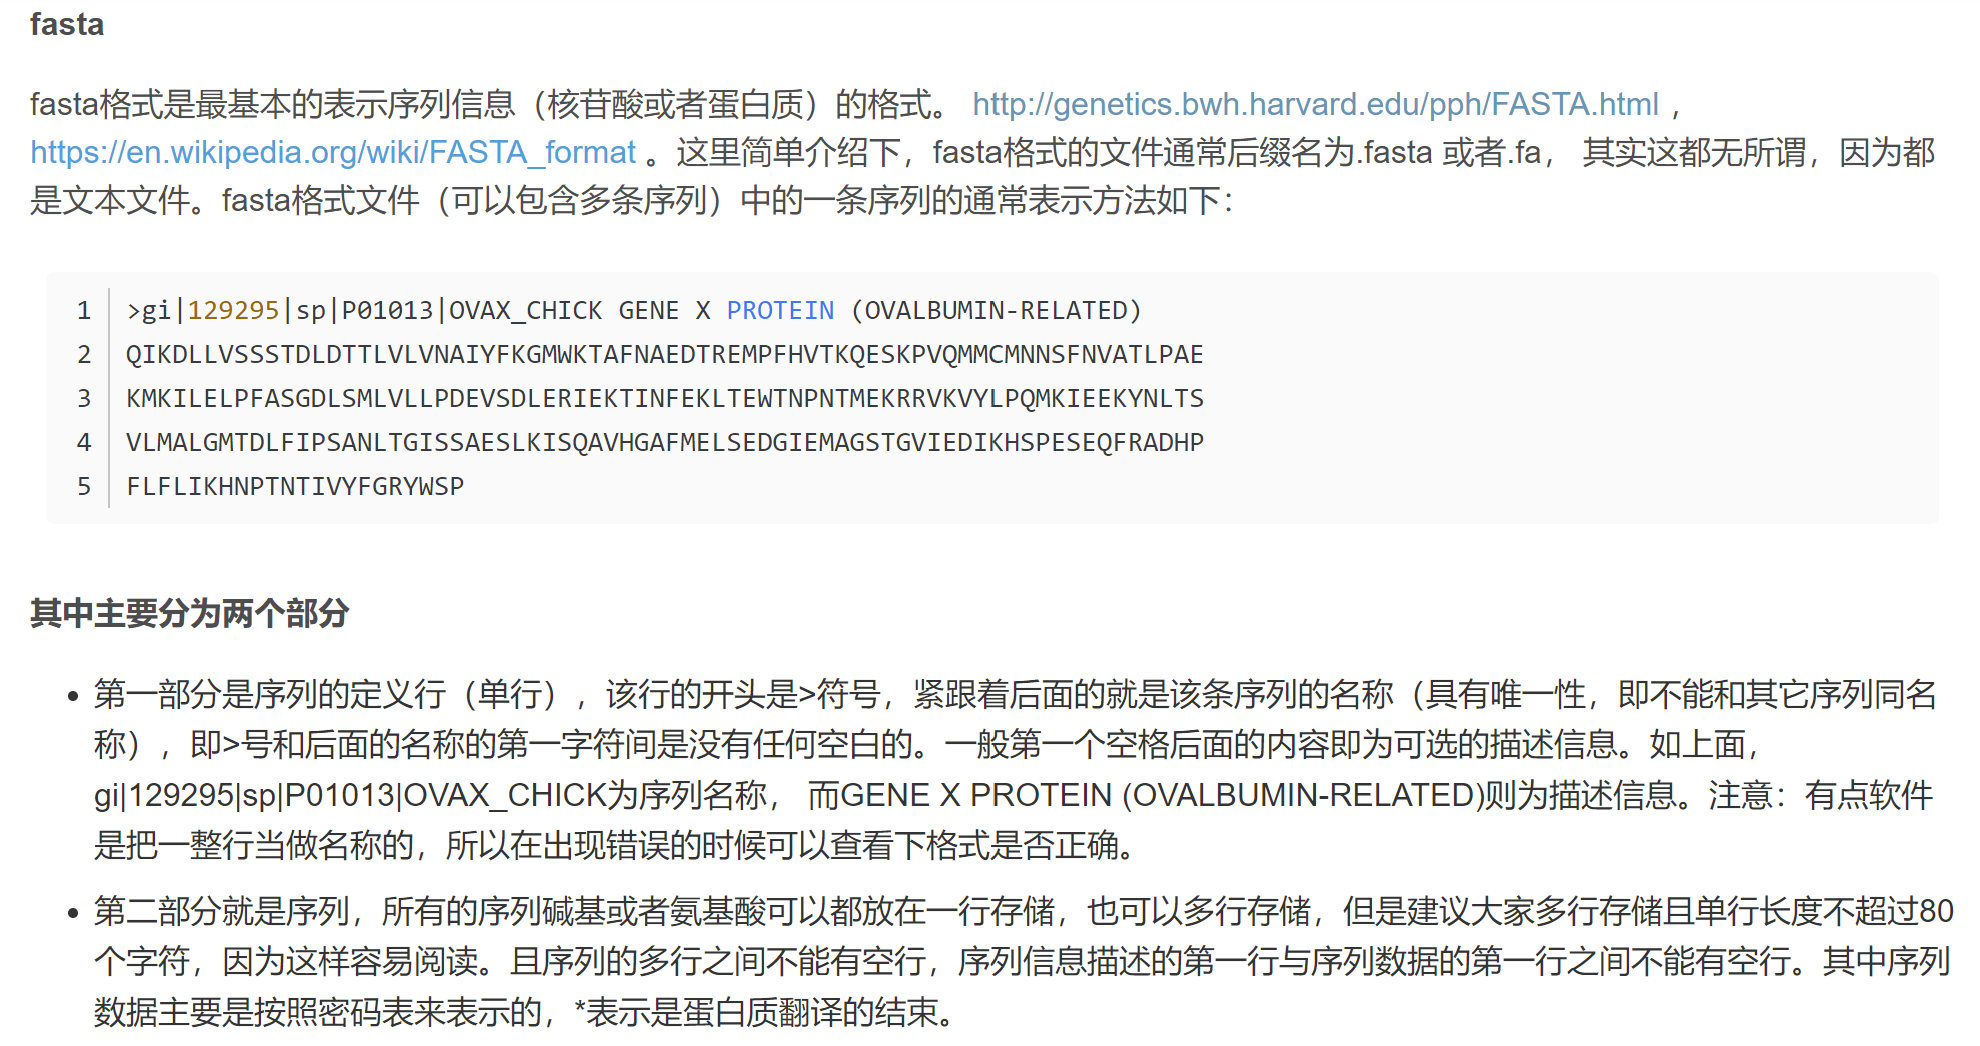 fasta
fasta格式是最基本的表示序列信息（核苷酸或者蛋白质）的格式。 http://genetics.bwh.harvard.edu/pph/FASTA.html ，
https://en.wikipedia.org/wiki/FASTA_format 。这里简单介绍下，fasta格式的文件通常后缀名为.fasta 或者.fa， 其实这都无所谓，因为都
是文本文件。fasta格式文件（可以包含多条序列）中的一条序列的通常表示方法如下：
1 >gi|129295|sp|P01013|OVAX_CHICK GENE X PROTEIN (OVALBUMIN-RELATED)
2 QIKDLLVSSSTDLDTTLVLVNAIYFKGMWKTAFNAEDTREMPFHVTKQESKPVQMMCMNNSFNVATLPAE
3 KMKILELPFASGDLSMLVLLPDEVSDLERIEKTINFEKLTEWTNPNTMEKRRVKVYLPQMKIEEKYNLTS
4 VLMALGMTDLFIPSANLTGISSAESLKISQAVHGAFMELSEDGIEMAGSTGVIEDIKHSPESEQFRADHP
5 FLFLIKHNPTNTIVYFGRYWSP
其中主要分为两个部分
• 第一部分是序列的定义行（单行），该行的开头是>符号，紧跟着后面的就是该条序列的名称（具有唯一性，即不能和其它序列同名
称），即>号和后面的名称的第一字符间是没有任何空白的。一般第一个空格后面的内容即为可选的描述信息。如上面，
gi|129295|sp|P01013|OVAX_CHICK为序列名称， 而GENE X PROTEIN (OVALBUMIN-RELATED)则为描述信息。注意：有点软件
是把一整行当做名称的，所以在出现错误的时候可以查看下格式是否正确。
• 第二部分就是序列，所有的序列碱基或者氨基酸可以都放在一行存储，也可以多行存储，但是建议大家多行存储且单行长度不超过80
个字符，因为这样容易阅读。且序列的多行之间不能有空行，序列信息描述的第一行与序列数据的第一行之间不能有空行。其中序列
数据主要是按照密码表来表示的，*表示是蛋白质翻译的结束。